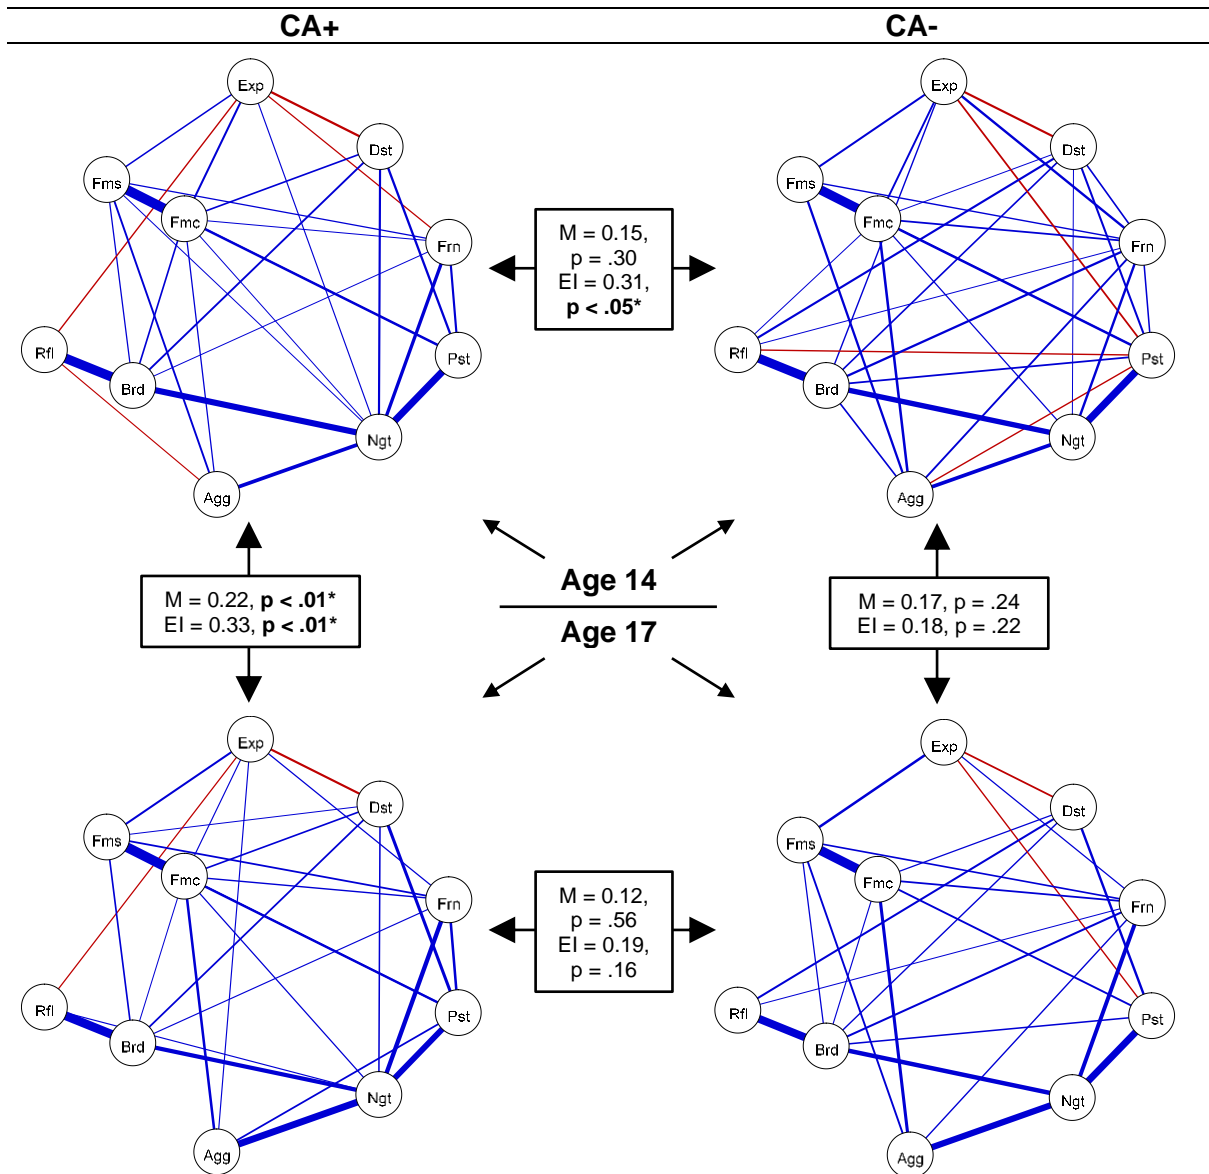 CA+
CA-
Exp
Dst
Fms
Fmc
Frn
Rfl
Brd
Pst
Ngt
Agg
M = 0.15,
p = .30
EI = 0.31,
p < .05*
Exp
Dst
Fms
Fmc
Frn
Rfl
Brd
Pst
Ngt
Agg
M = 0.22, p < .01*
EI = 0.33, p < .01*
Age 14
Age 17
M = 0.17, p = .24
EI = 0.18, p = .22
Exp
Dst
Fms
Fmc
Frn
Rfl
Brd
Pst
Ngt
Agg
M = 0.12,
p = .56
EI = 0.19,
p = .16
Exp
Dst
Fms
Fmc
Frn
Rfl
Brd
Pst
Ngt
Agg